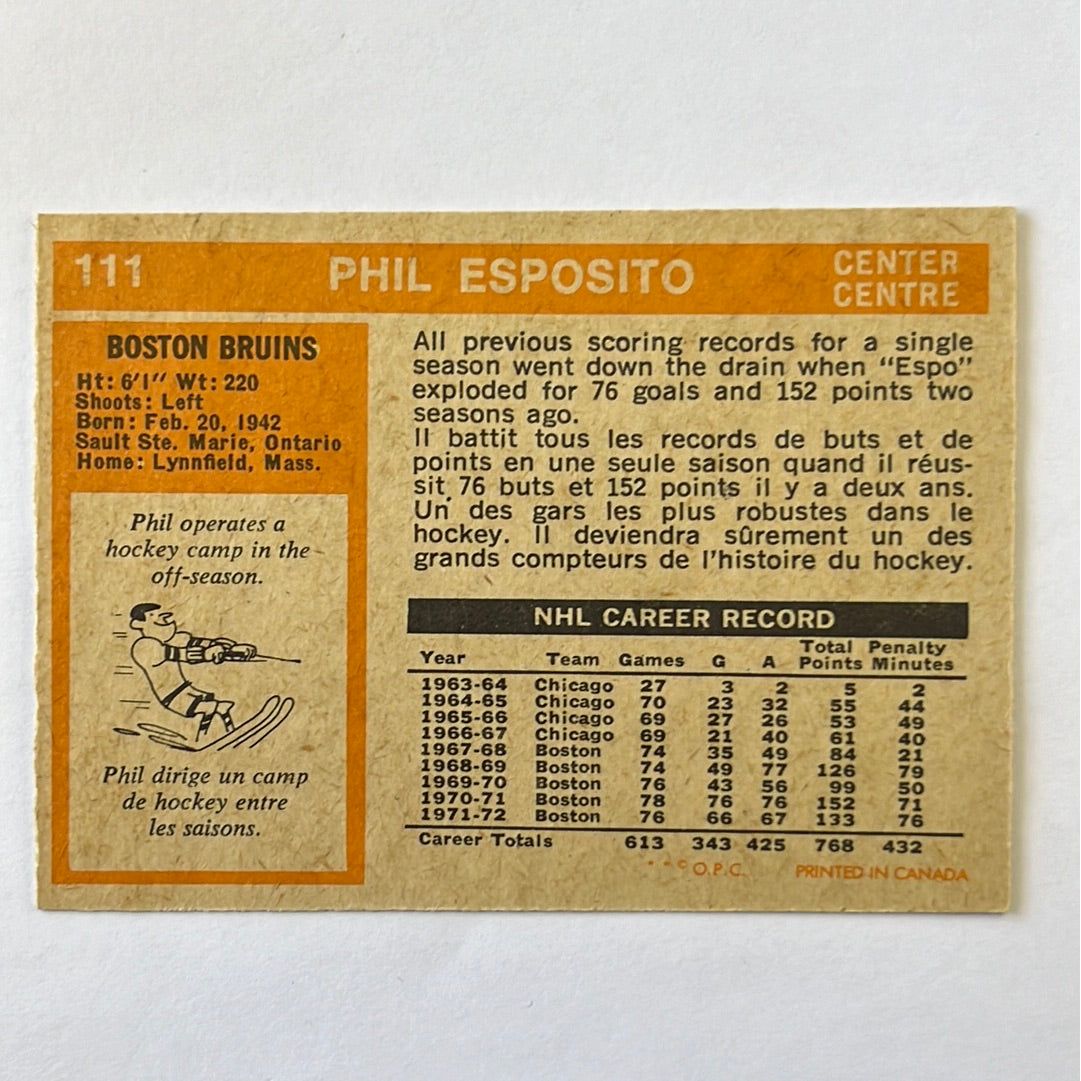 111 PHIL ESPOSITO CENTER
CENTRE
BOSTON BRUINS
Ht: 6'1" Wt: 220
Shoots: Left
Born: Feb. 20, 1942
Sault Ste. Marie, Ontario
Home: Lynnfield, Mass.
Phil operates a
hockey camp in the
off-season.
Phil dirige un camp
de hockey entre
les saisons.
All previous scoring records for a single
season went down the drain when "Espo"
exploded for 76 goals and 152 points two
seasons ago.
Il battit tous les records de buts et de
points en une seule saison quand il réus-
sit 76 buts et 152 points il y a deux ans.
Un des gars les plus robustes dans le
hockey. Il deviendra sûrement un des
grands compteurs de l'histoire du hockey.
NHL CAREER RECORD
Year Team Games G A Total Points Penalty Minutes
1963-64 Chicago 27 3 2 5 2
1964-65 Chicago 70 23 32 55 44
1965-66 Chicago 69 27 26 53 49
1966-67 Chicago 69 21 40 61 40
1967-68 Boston 74 35 49 84 21
1968-69 Boston 74 49 77 126 79
1969-70 Boston 76 43 56 99 50
1970-71 Boston 78 76 76 152 71
1971-72 Boston 76 66 67 133 76
Career Totals 613 343 425 768 432
* * © O.P.C. PRINTED IN CANADA